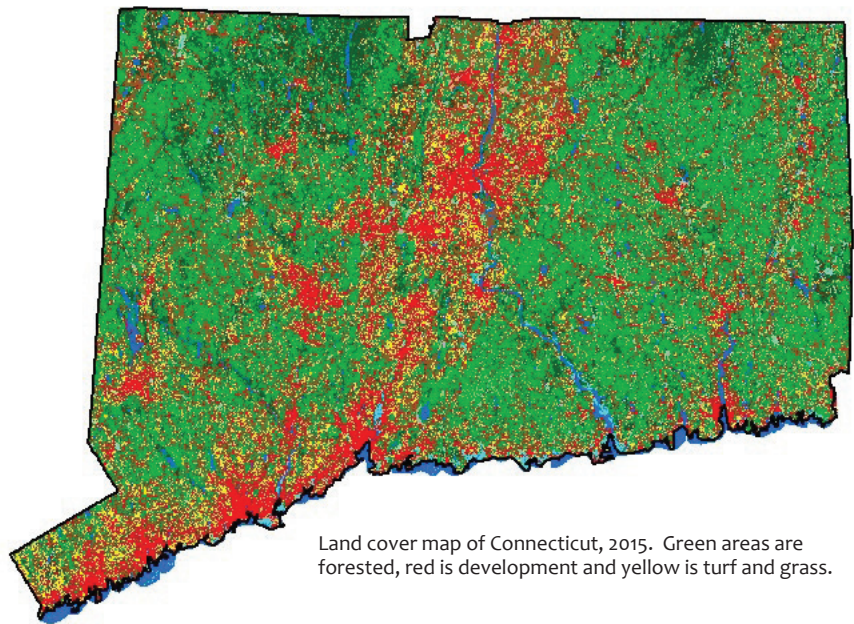 Land cover map of Connecticut, 2015.  Green areas are
forested, red is development and yellow is turf and grass.